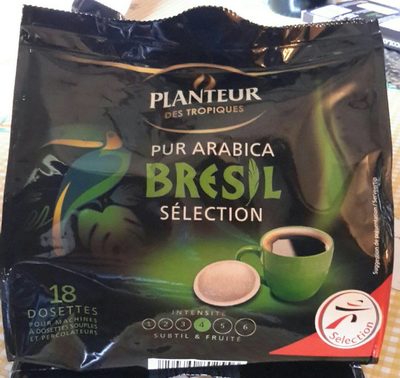 PLANTEUR
DES TROPIQUES
PUR ARABICA
BRESIL
SÉLECTION
18
DOSETTES
POUR MACHINES
À DOSETTES SOUPLES
ET PERCOLATEURS
INTENSITÉ
1 2 3 4 5 6
SUBTIL & FRUITÉ
Suggestion de présentation / Servertip
Sélection